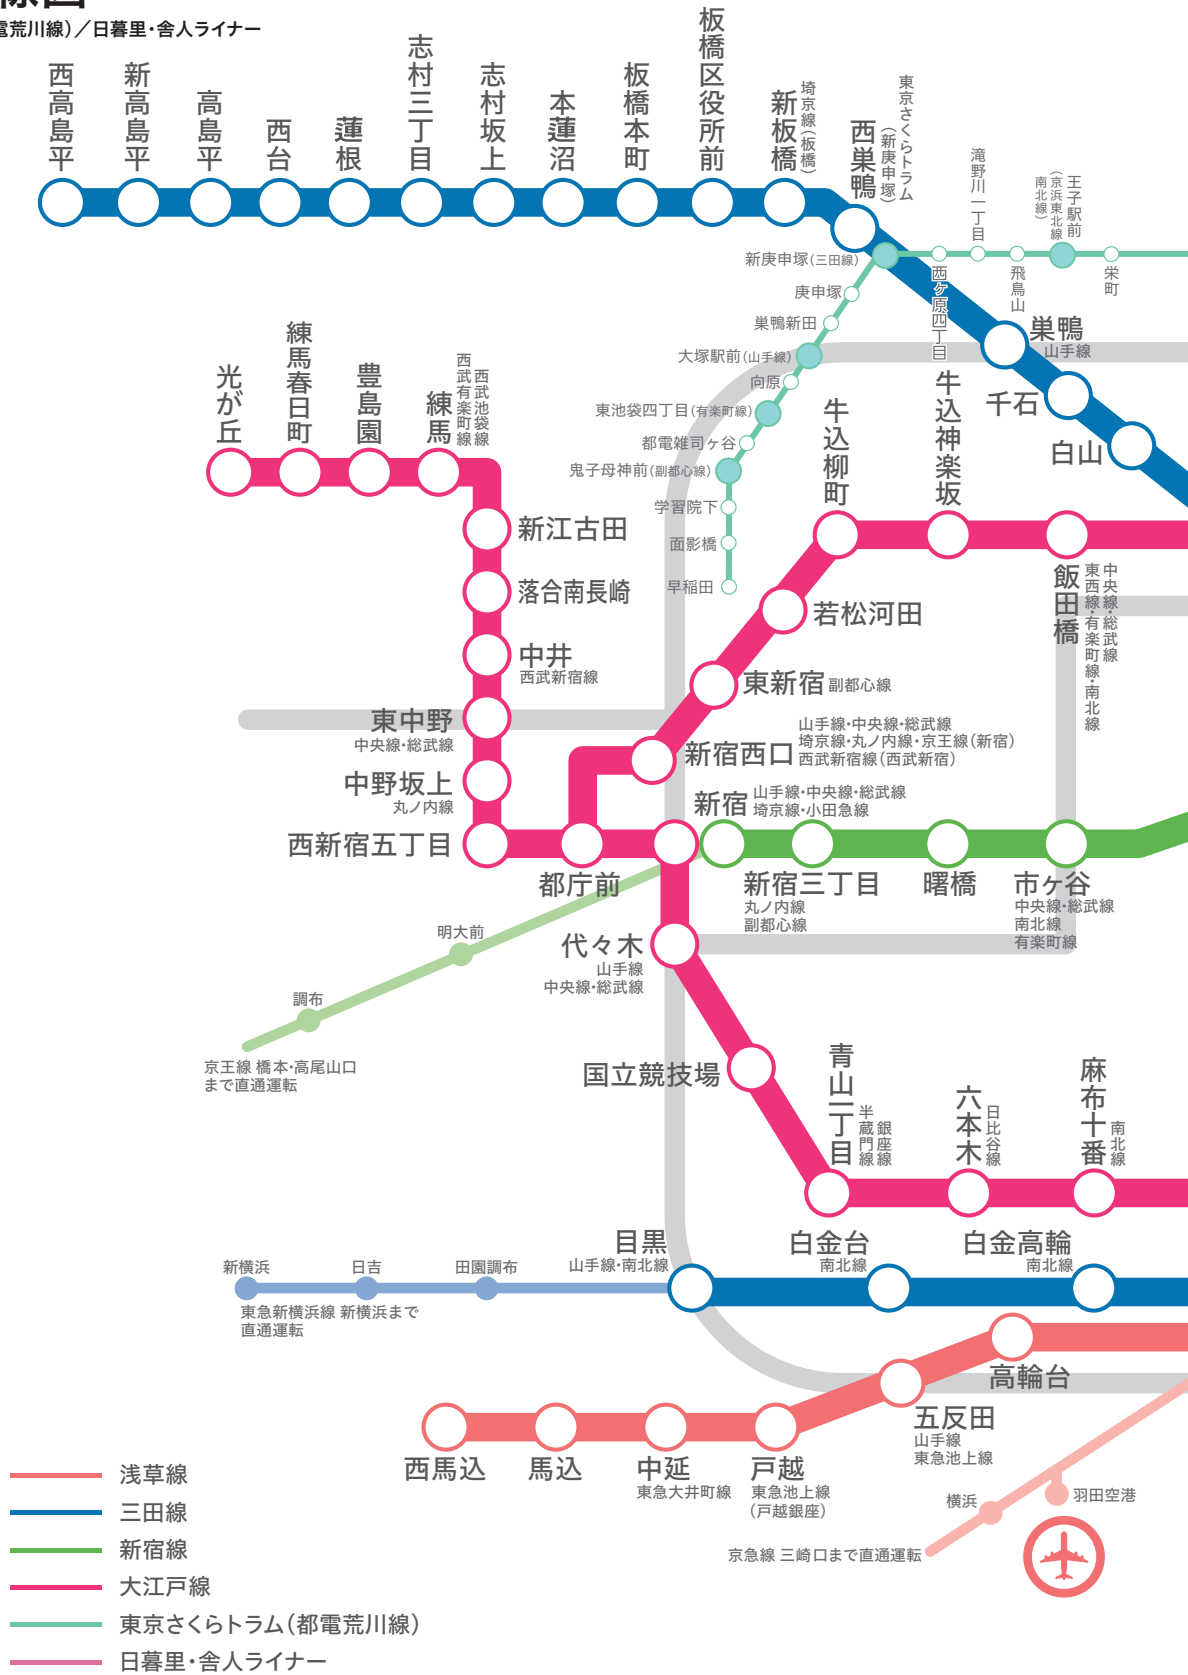 電荒川線）／日暮里・舎人ライナー
西高島平
新高島平
高島平
西台
蓮根
志村三丁目
志村坂上
本蓮沼
板橋本町
板橋区役所前
新板橋
埼京線（板橋）
西巣鴨
東京さくらトラム
（新庚申塚）
新庚申塚（三田線）
西ヶ原四丁目
滝野川一丁目
飛鳥山
王子駅前
（京浜東北線
南北線）
栄町
庚申塚
巣鴨新田
大塚駅前（山手線）
向原
東池袋四丁目（有楽町線）
都電雑司ヶ谷
鬼子母神前（副都心線）
学習院下
面影橋
早稲田
巣鴨
山手線
千石
白山
光が丘
練馬春日町
豊島園
練馬
西武池袋線
西武有楽町線
新江古田
落合南長崎
中井
西武新宿線
東中野
中央線・総武線
中野坂上
丸ノ内線
西新宿五丁目
都庁前
牛込柳町
牛込神楽坂
飯田橋
中央線・総武線
東西線・有楽町線・南北線
若松河田
東新宿
副都心線
新宿西口
山手線・中央線・総武線
埼京線・丸ノ内線・京王線（新宿）
西武新宿線（西武新宿）
新宿
山手線・中央線・総武線
埼京線・小田急線
新宿三丁目
丸ノ内線
副都心線
曙橋
市ヶ谷
中央線・総武線
南北線
有楽町線
明大前
調布
京王線 橋本・高尾山口
まで直通運転
代々木
山手線
中央線・総武線
国立競技場
青山一丁目
銀座線
半蔵門線
六本木
日比谷線
麻布十番
南北線
目黒
山手線・南北線
白金台
南北線
白金高輪
南北線
新横浜
日吉
田園調布
東急新横浜線 新横浜まで
直通運転
高輪台
五反田
山手線
東急池上線
西馬込
馬込
中延
東急大井町線
戸越
東急池上線
（戸越銀座）
横浜
羽田空港
京急線 三崎口まで直通運転
浅草線
三田線
新宿線
大江戸線
東京さくらトラム（都電荒川線）
日暮里・舎人ライナー